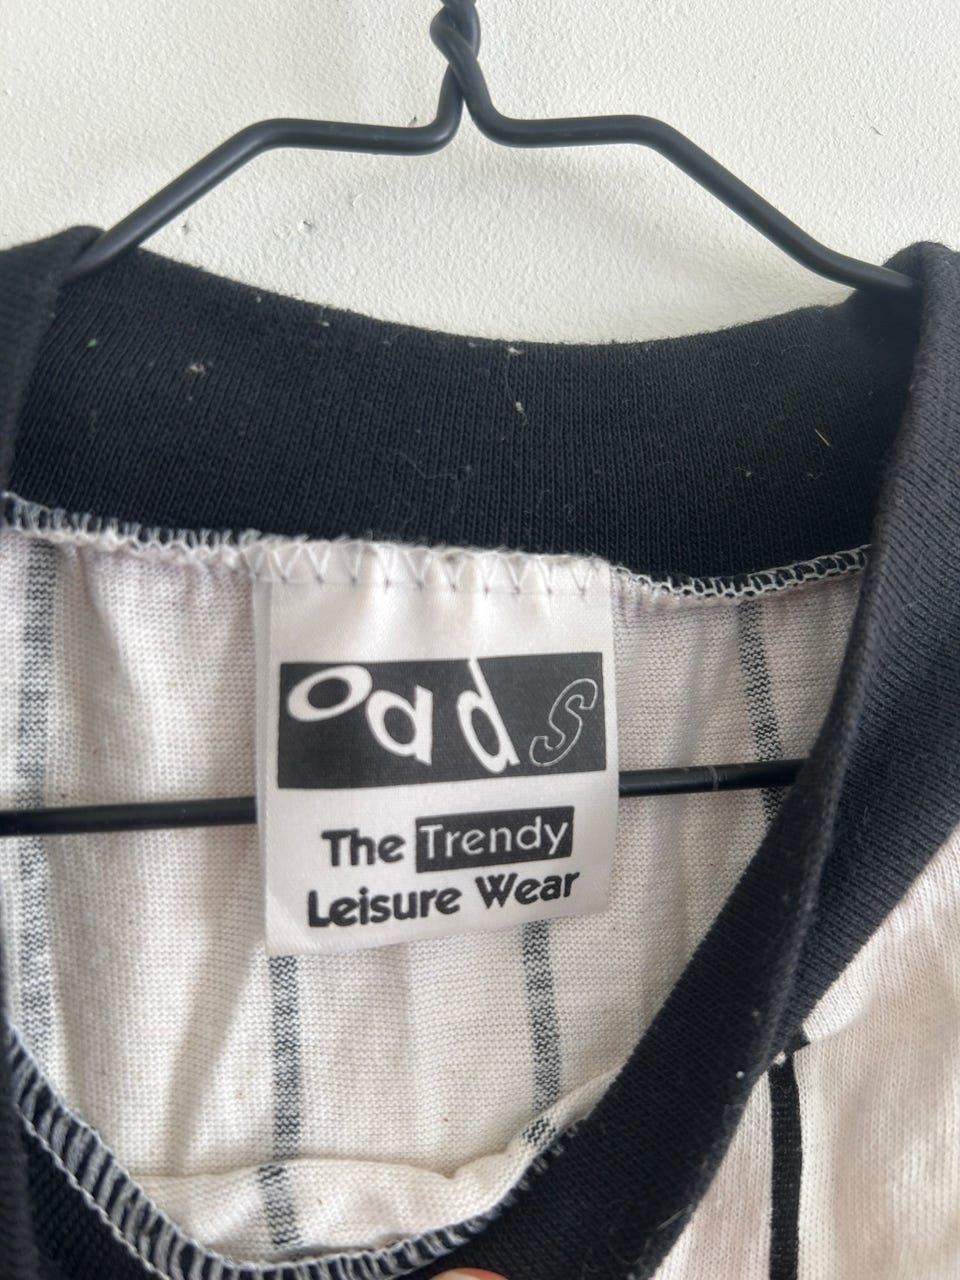 oads
The Trendy
Leisure Wear